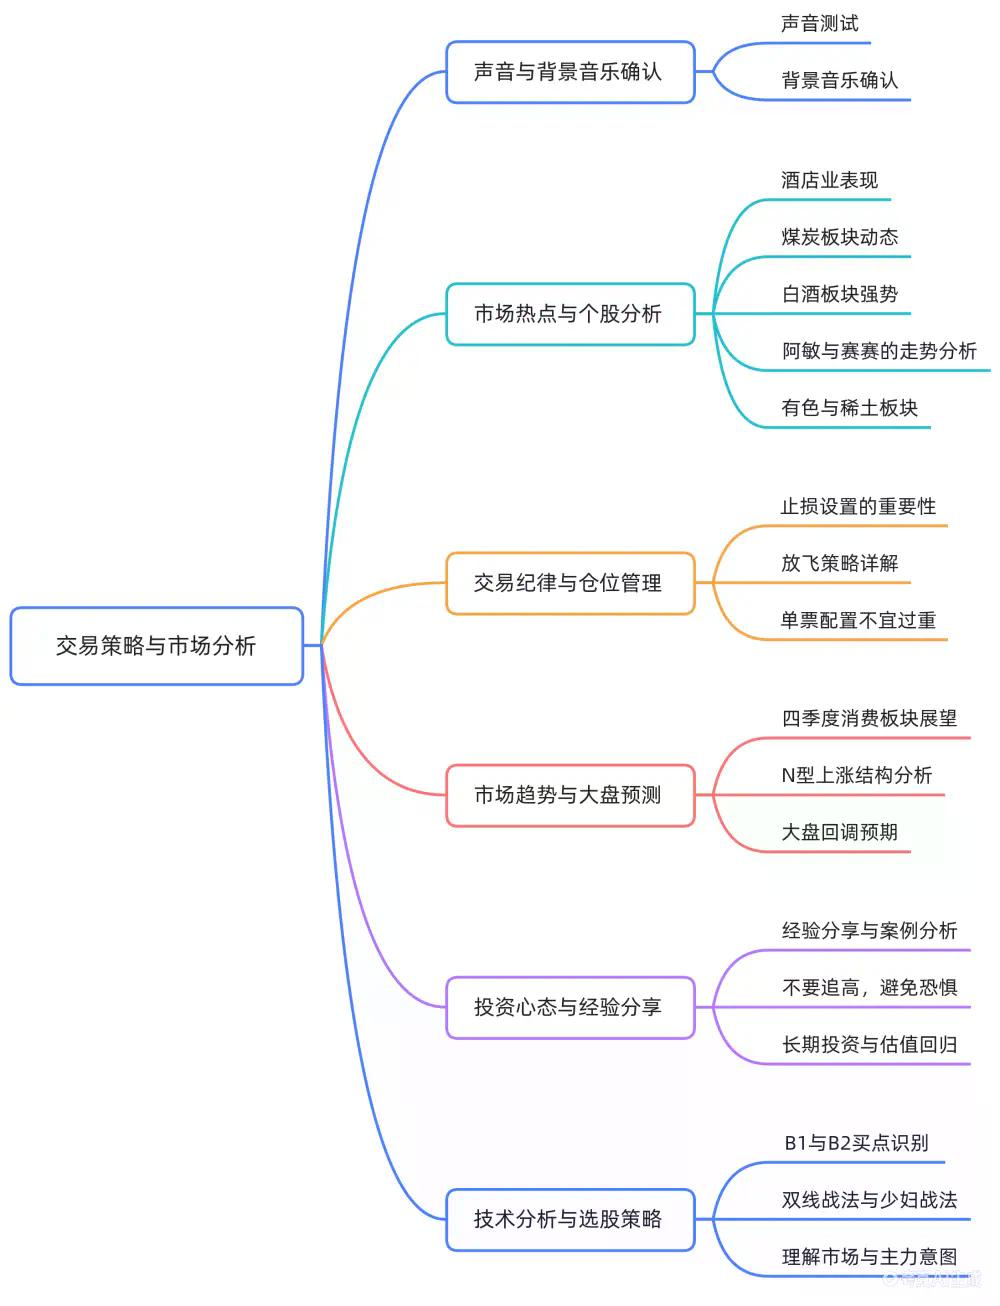 交易策略与市场分析
声音与背景音乐确认
声音测试
背景音乐确认
市场热点与个股分析
酒店业表现
煤炭板块动态
白酒板块强势
阿敏与赛赛的走势分析
有色与稀土板块
交易纪律与仓位管理
止损设置的重要性
放飞策略详解
单票配置不宜过重
市场趋势与大盘预测
四季度消费板块展望
N型上涨结构分析
大盘回调预期
投资心态与经验分享
经验分享与案例分析
不要追高，避免恐惧
长期投资与估值回归
技术分析与选股策略
B1与B2买点识别
双线战法与少妇战法
理解市场与主力意图